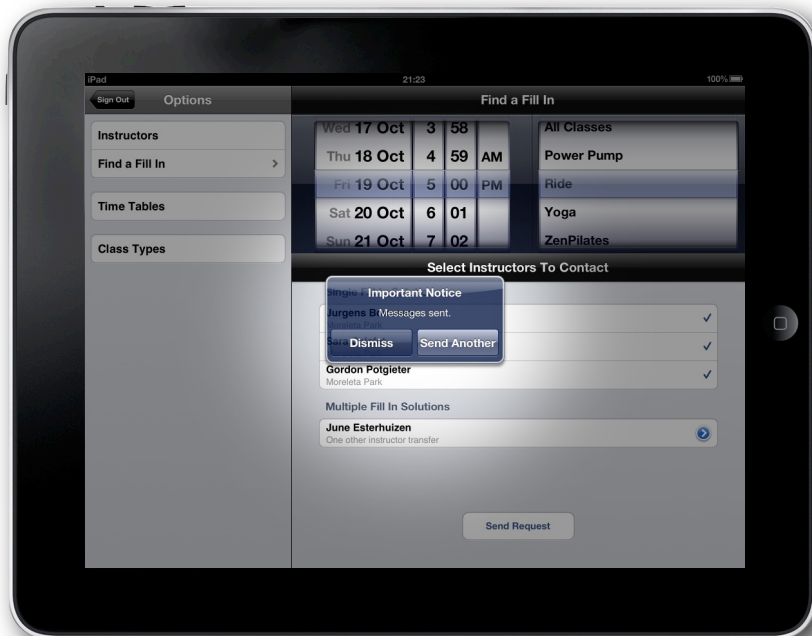 iPad 21:23 100%
Sign Out Options
Find a Fill In
Instructors
Find a Fill In
Time Tables
Class Types
Wed 17 Oct 3 58 All Classes
Thu 18 Oct 4 59 AM Power Pump
Fri 19 Oct 5 00 PM Ride
Sat 20 Oct 6 01 Yoga
Sun 21 Oct 7 02 ZenPilates
Select Instructors To Contact
Single
Important Notice
Jurgens
Messages sent.
Moreleta Park
Dismiss Send Another
Gordon Potgieter
Moreleta Park
Multiple Fill In Solutions
June Esterhuizen
One other instructor transfer
Send Request